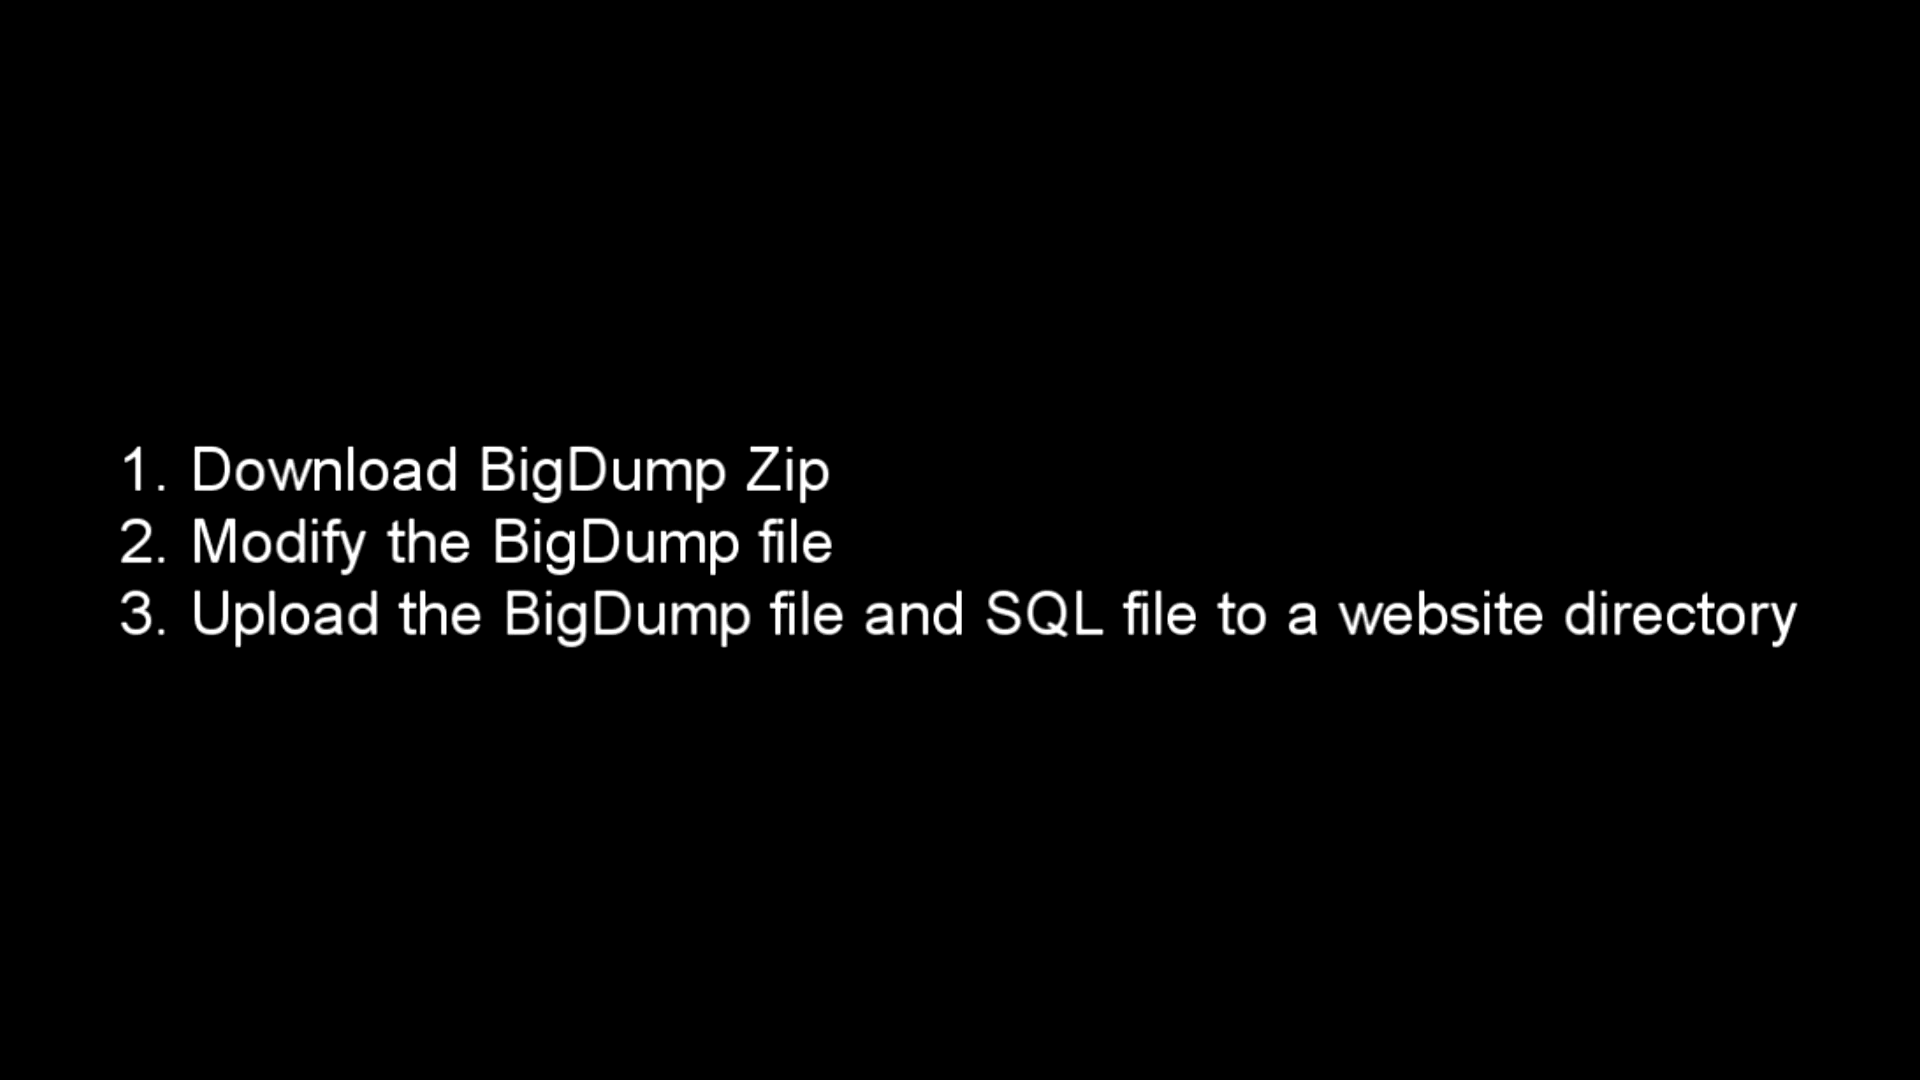 1. Download BigDump Zip
2. Modify the BigDump file
3. Upload the BigDump file and SQL file to a website directory